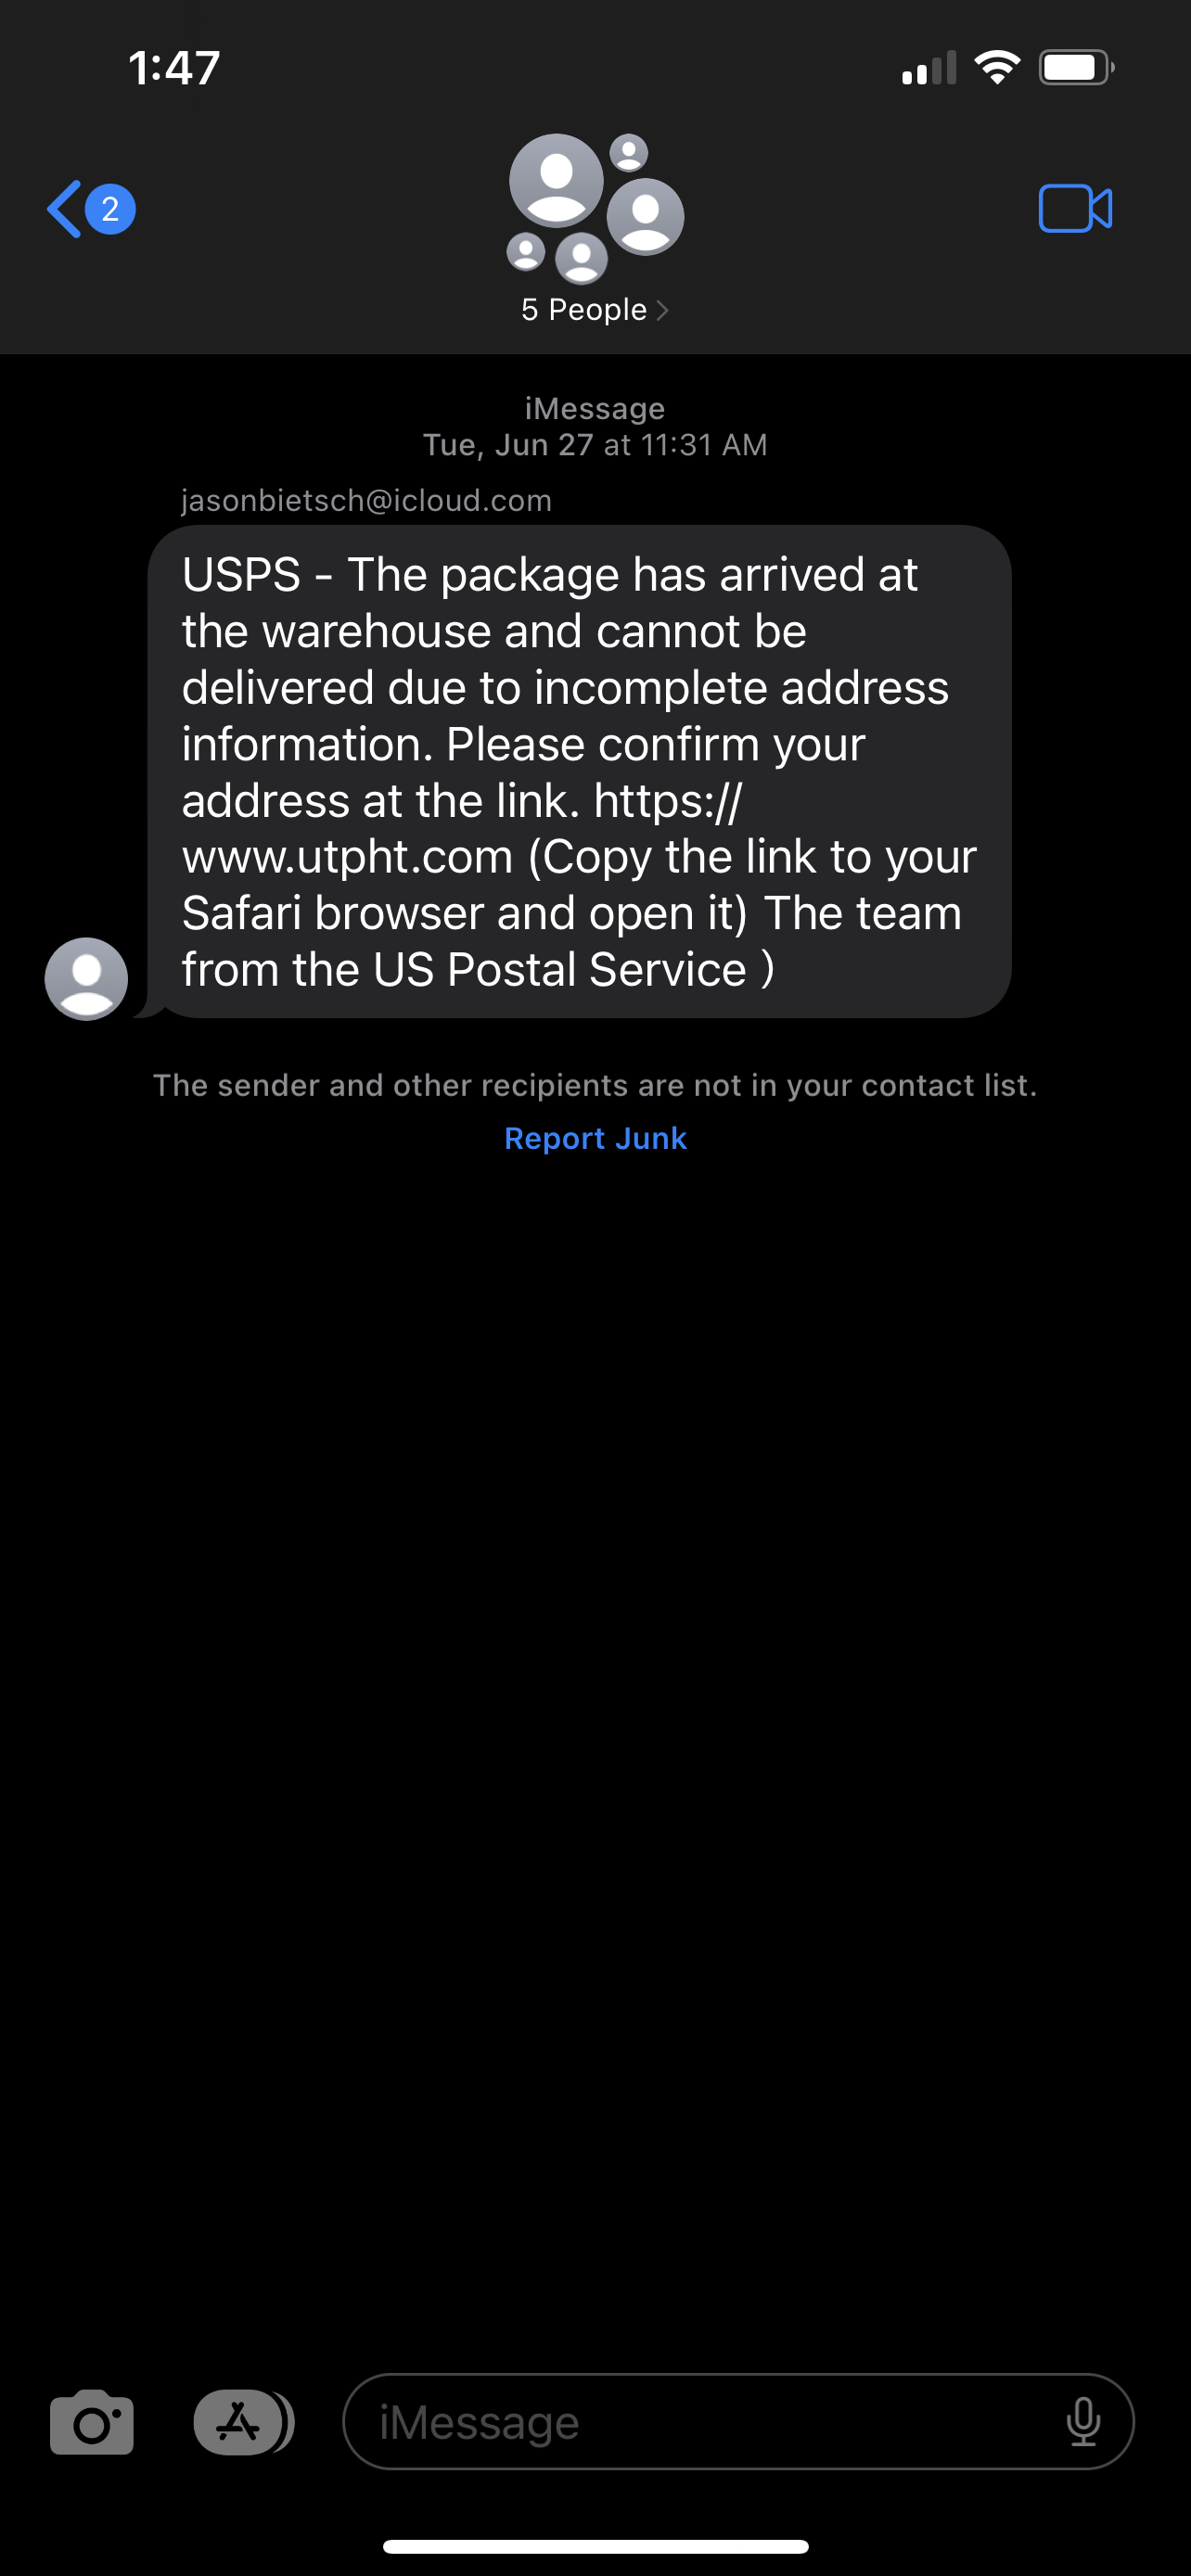 1:47
2
5 People
iMessage
Tue, Jun 27 at 11:31 AM
jasonbietsch@icloud.com
USPS - The package has arrived at
the warehouse and cannot be
delivered due to incomplete address
information. Please confirm your
address at the link. https://
www.utpht.com (Copy the link to your
Safari browser and open it) The team
from the US Postal Service )
The sender and other recipients are not in your contact list.
Report Junk
iMessage